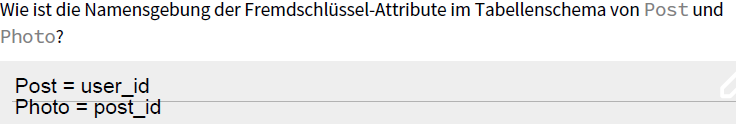 Wie ist die Namensgebung der Fremdschlüssel-Attribute im Tabellenschema von Post und
Photo?
Post = user_id
Photo = post_id